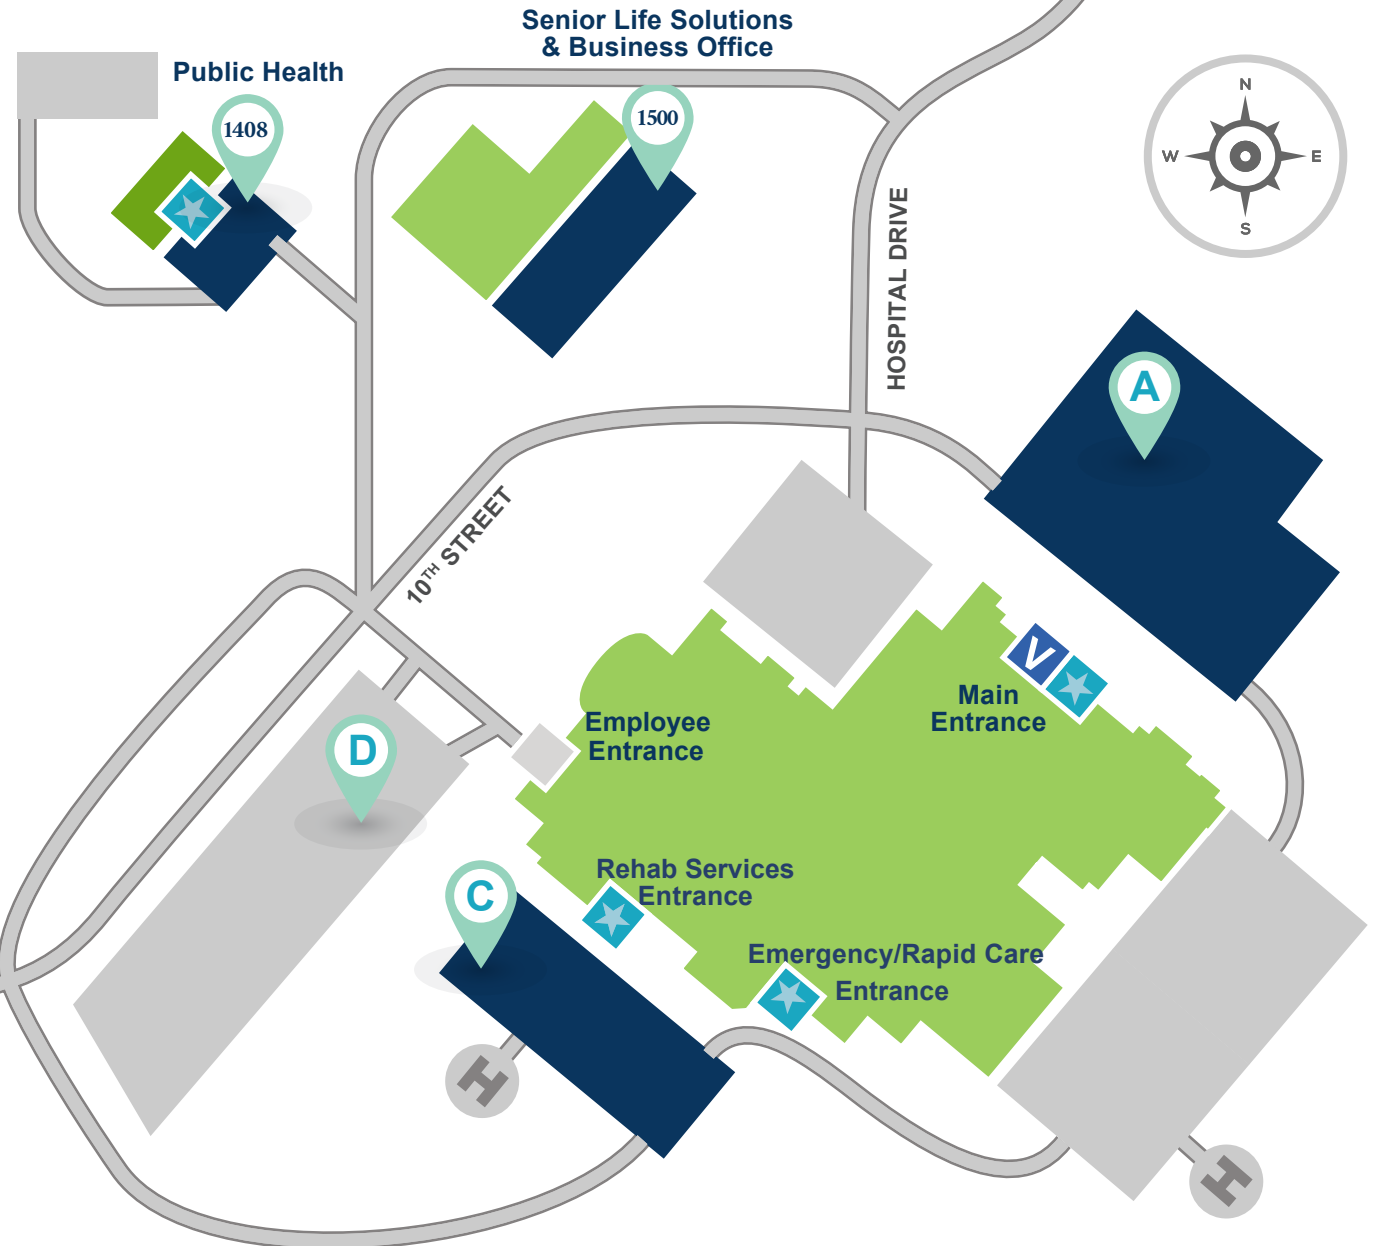 Senior Life Solutions
& Business Office
Public Health
1408
1500
N
W
E
S
HOSPITAL DRIVE
A
10TH STREET
V
Main
Entrance
Employee
Entrance
D
Rehab Services
Entrance
C
Emergency/Rapid Care
Entrance
H
H